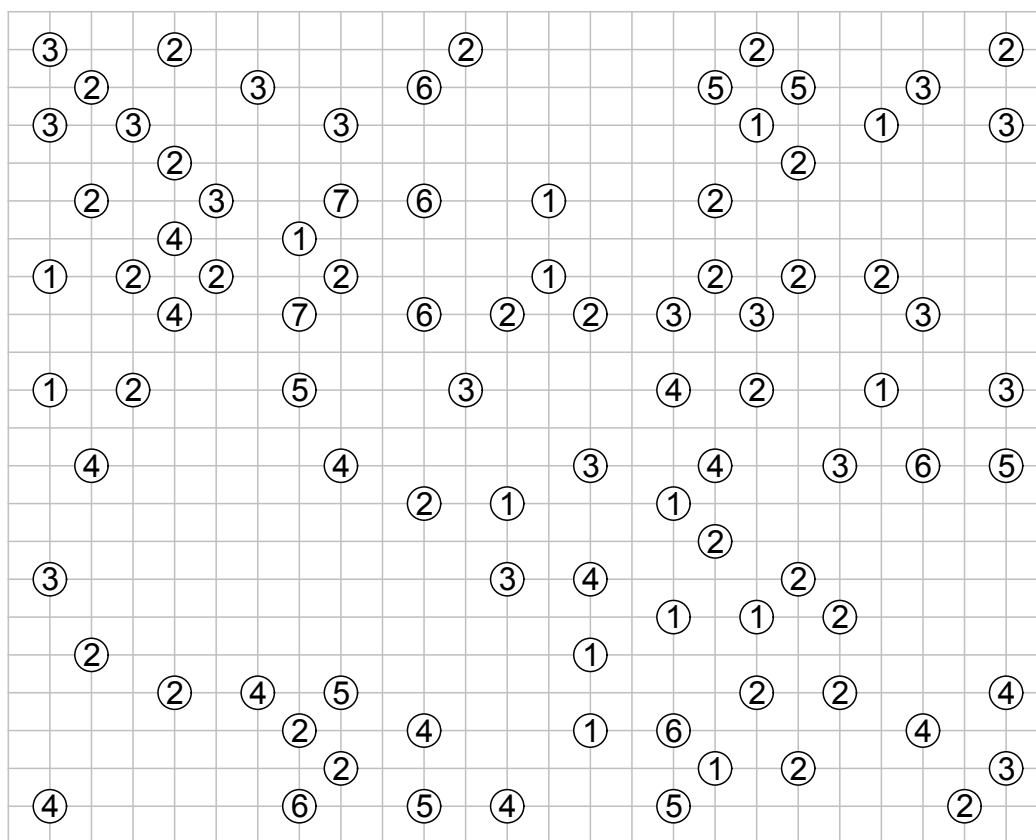 3 2 2 2 2
2 3 6 5 5 3
3 3 3 1 1 3
2 2
2 3 7 6 1 2
4 1
1 2 2 2 1 2 2 2
4 7 6 2 2 3 3 3
1 2 5 3 4 2 1 3
4 4 3 4 3 6 5
2 1 1
2
3 3 4 2
1 1 2
2 1
2 4 5 2 2 4
2 4 1 6 4
2 1 2 3
4 6 5 4 5 2